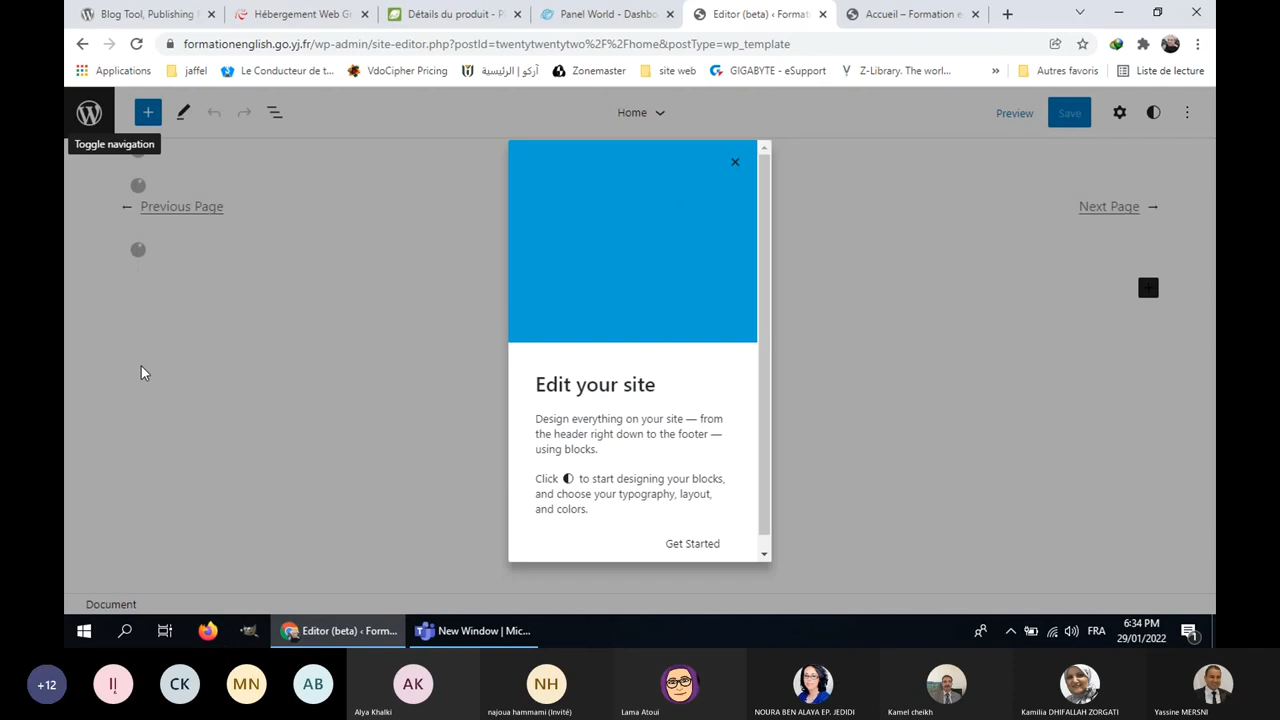 Blog Tool, Publishing
Hébergement Web Ge
Détails du produit - P
Panel World - Dashbo
Editor (beta) ‹ Formati
Accueil – Formation e
formationenglish.go.yj.fr/wp-admin/site-editor.php?postId=twentytwentytwo%2F%2Fhome&postType=wp_template
Applications
jaffel
Le Conducteur de t...
VdoCipher Pricing
آركو | الرئيسية
Zonemaster
site web
GIGABYTE - eSupport
Z-Library. The worl...
»
Autres favoris
Liste de lecture
Home
Preview
Save
Toggle navigation
← Previous Page
Next Page →
Edit your site
Design everything on your site — from
the header right down to the footer —
using blocks.
Click to start designing your blocks,
and choose your typography, layout,
and colors.
Get Started
Document
Editor (beta) ‹ Form...
New Window | Mic...
FRA
6:34 PM
29/01/2022
1
+12
CK
MN
AB
AK
NH
Alya Khalki
najoua hammami (Invité)
Lama Atoui
NOURA BEN ALAYA EP. JEDIDI
Kamel cheikh
Kamilia DHIFALLAH ZORGATI
Yassine MERSNI